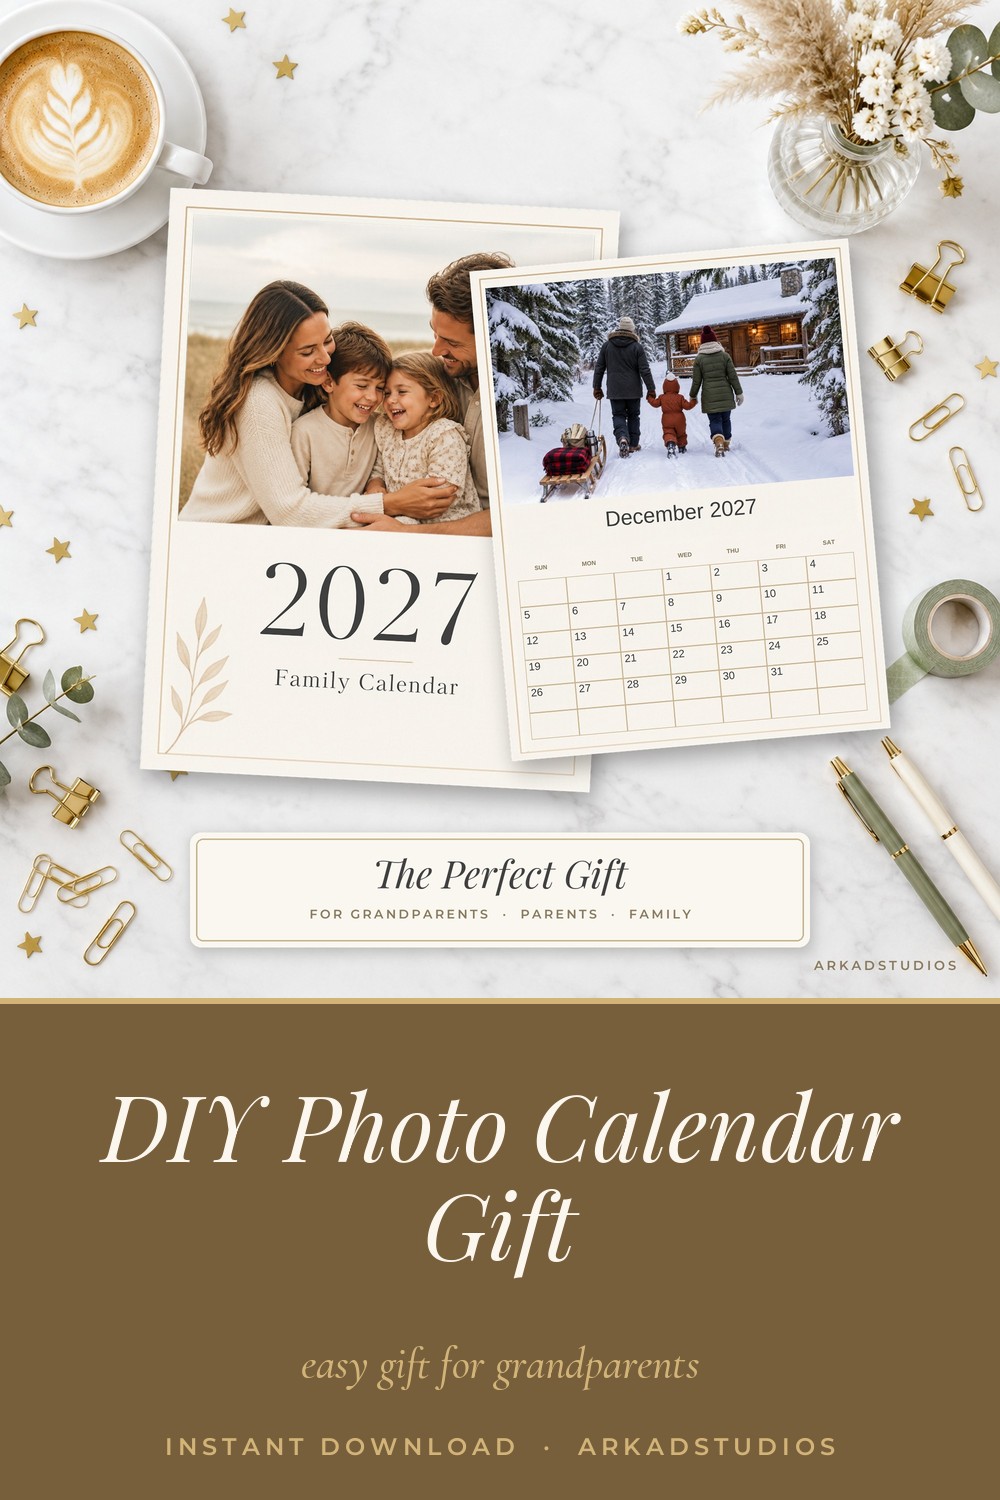 2027
Family Calendar
December 2027
SUN MON TUE WED THU FRI SAT
1 2 3 4
5 6 7 8 9 10 11
12 13 14 15 16 17 18
19 20 21 22 23 24 25
26 27 28 29 30 31
The Perfect Gift
FOR GRANDPARENTS · PARENTS · FAMILY
ARKADSTUDIOS
DIY Photo Calendar
Gift
easy gift for grandparents
INSTANT DOWNLOAD · ARKADSTUDIOS